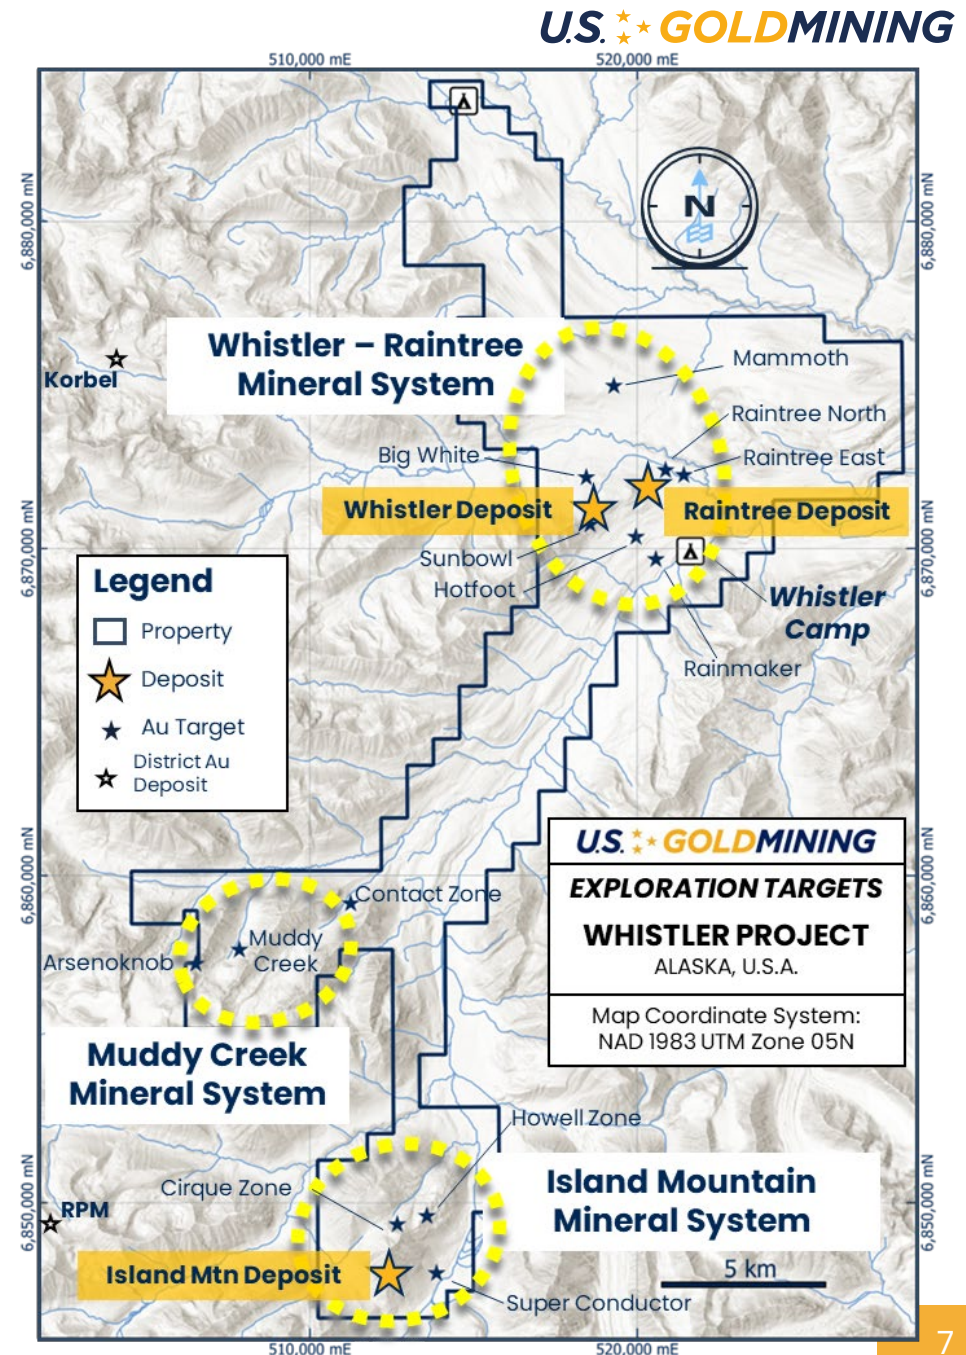 U.S. GOLDMINING
510,000 mE
520,000 mE
6,880,000 mN
6,880,000 mN
N
Whistler – Raintree
Mineral System
Korbel
Mammoth
Raintree North
Big White
Raintree East
Whistler Deposit
Raintree Deposit
6,870,000 mN
6,870,000 mN
Sunbowl
Hotfoot
Whistler
Camp
Rainmaker
Legend
Property
Deposit
Au Target
District Au
Deposit
U.S. GOLDMINING
EXPLORATION TARGETS
WHISTLER PROJECT
ALASKA, U.S.A.
Map Coordinate System:
NAD 1983 UTM Zone 05N
6,860,000 mN
6,860,000 mN
Contact Zone
Muddy
Creek
Arsenoknob
Muddy Creek
Mineral System
Howell Zone
Cirque Zone
Island Mountain
Mineral System
6,850,000 mN
6,850,000 mN
RPM
Island Mtn Deposit
5 km
Super Conductor
510,000 mE
520,000 mE
7